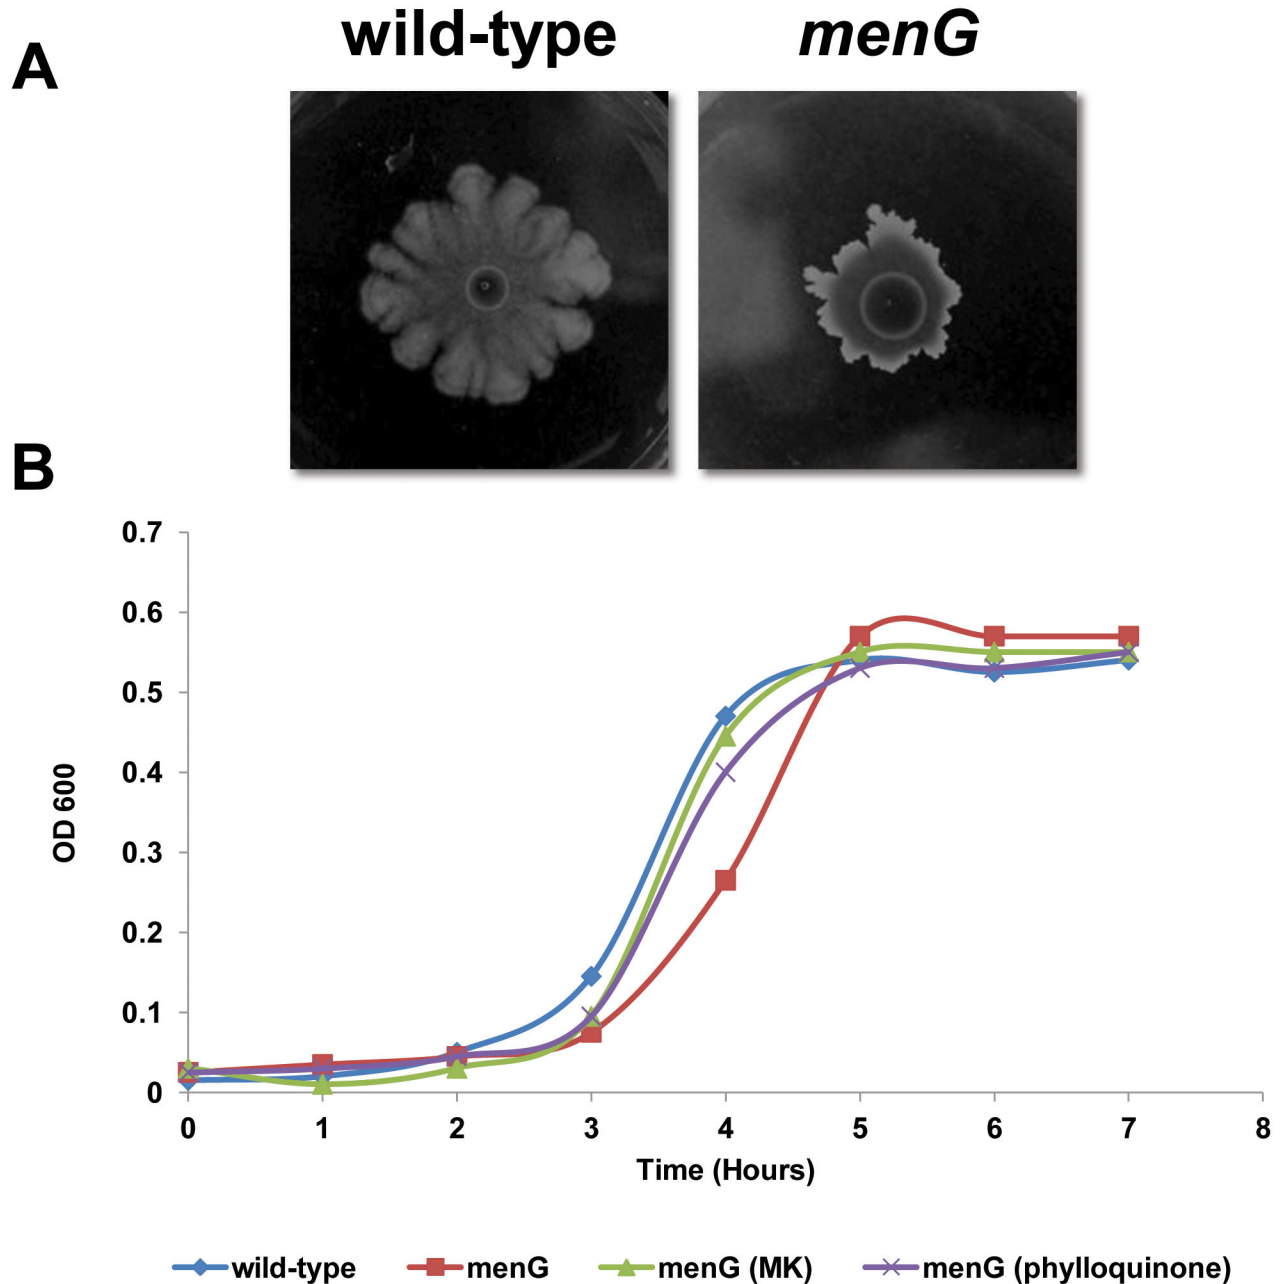 A
wild-type
menG
B
0.7
0.6
0.5
0.4
0.3
0.2
0.1
0
OD 600
0 1 2 3 4 5 6 7 8
Time (Hours)
wild-type menG menG (MK) menG (phylloquinone)